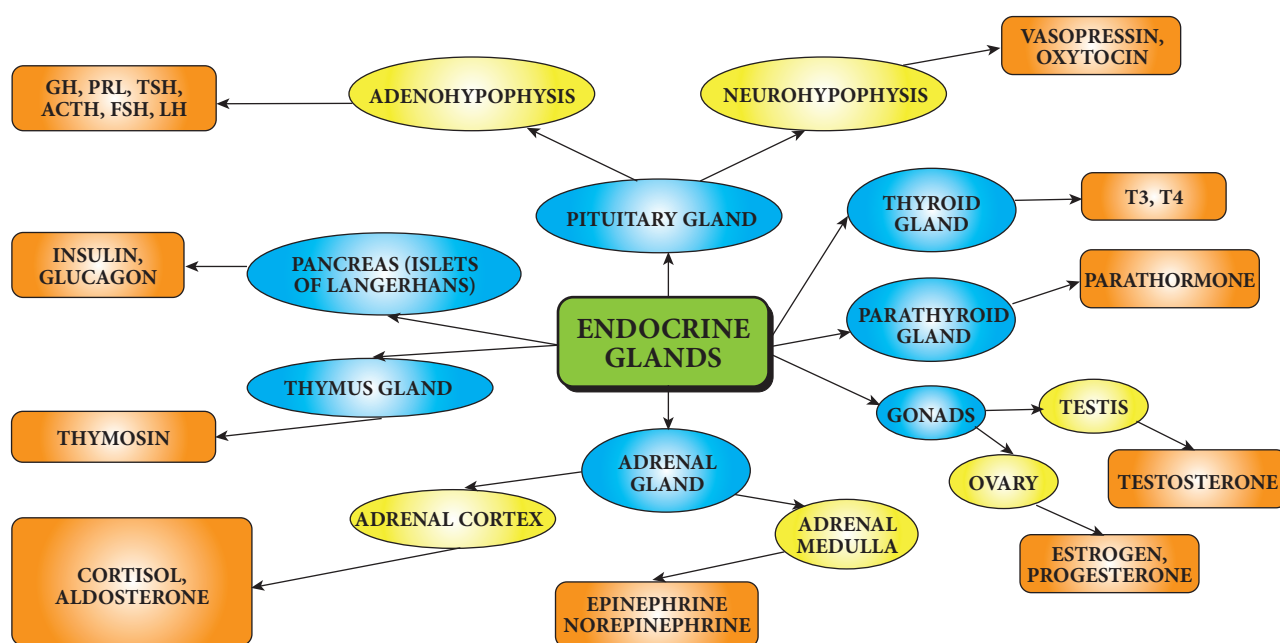 VASOPRESSIN,
OXYTOCIN
GH, PRL, TSH,
ACTH, FSH, LH
ADENOHYPOPHYSIS
NEUROHYPOPHYSIS
PITUITARY GLAND
THYROID
GLAND
T3, T4
INSULIN,
GLUCAGON
PANCREAS (ISLETS
OF LANGERHANS)
PARATHORMONE
ENDOCRINE
GLANDS
PARATHYROID
GLAND
THYMUS GLAND
GONADS
TESTIS
THYMOSIN
ADRENAL
GLAND
OVARY
TESTOSTERONE
ADRENAL CORTEX
ADRENAL
MEDULLA
CORTISOL,
ALDOSTERONE
ESTROGEN,
PROGESTERONE
EPINEPHRINE
NOREPINEPHRINE